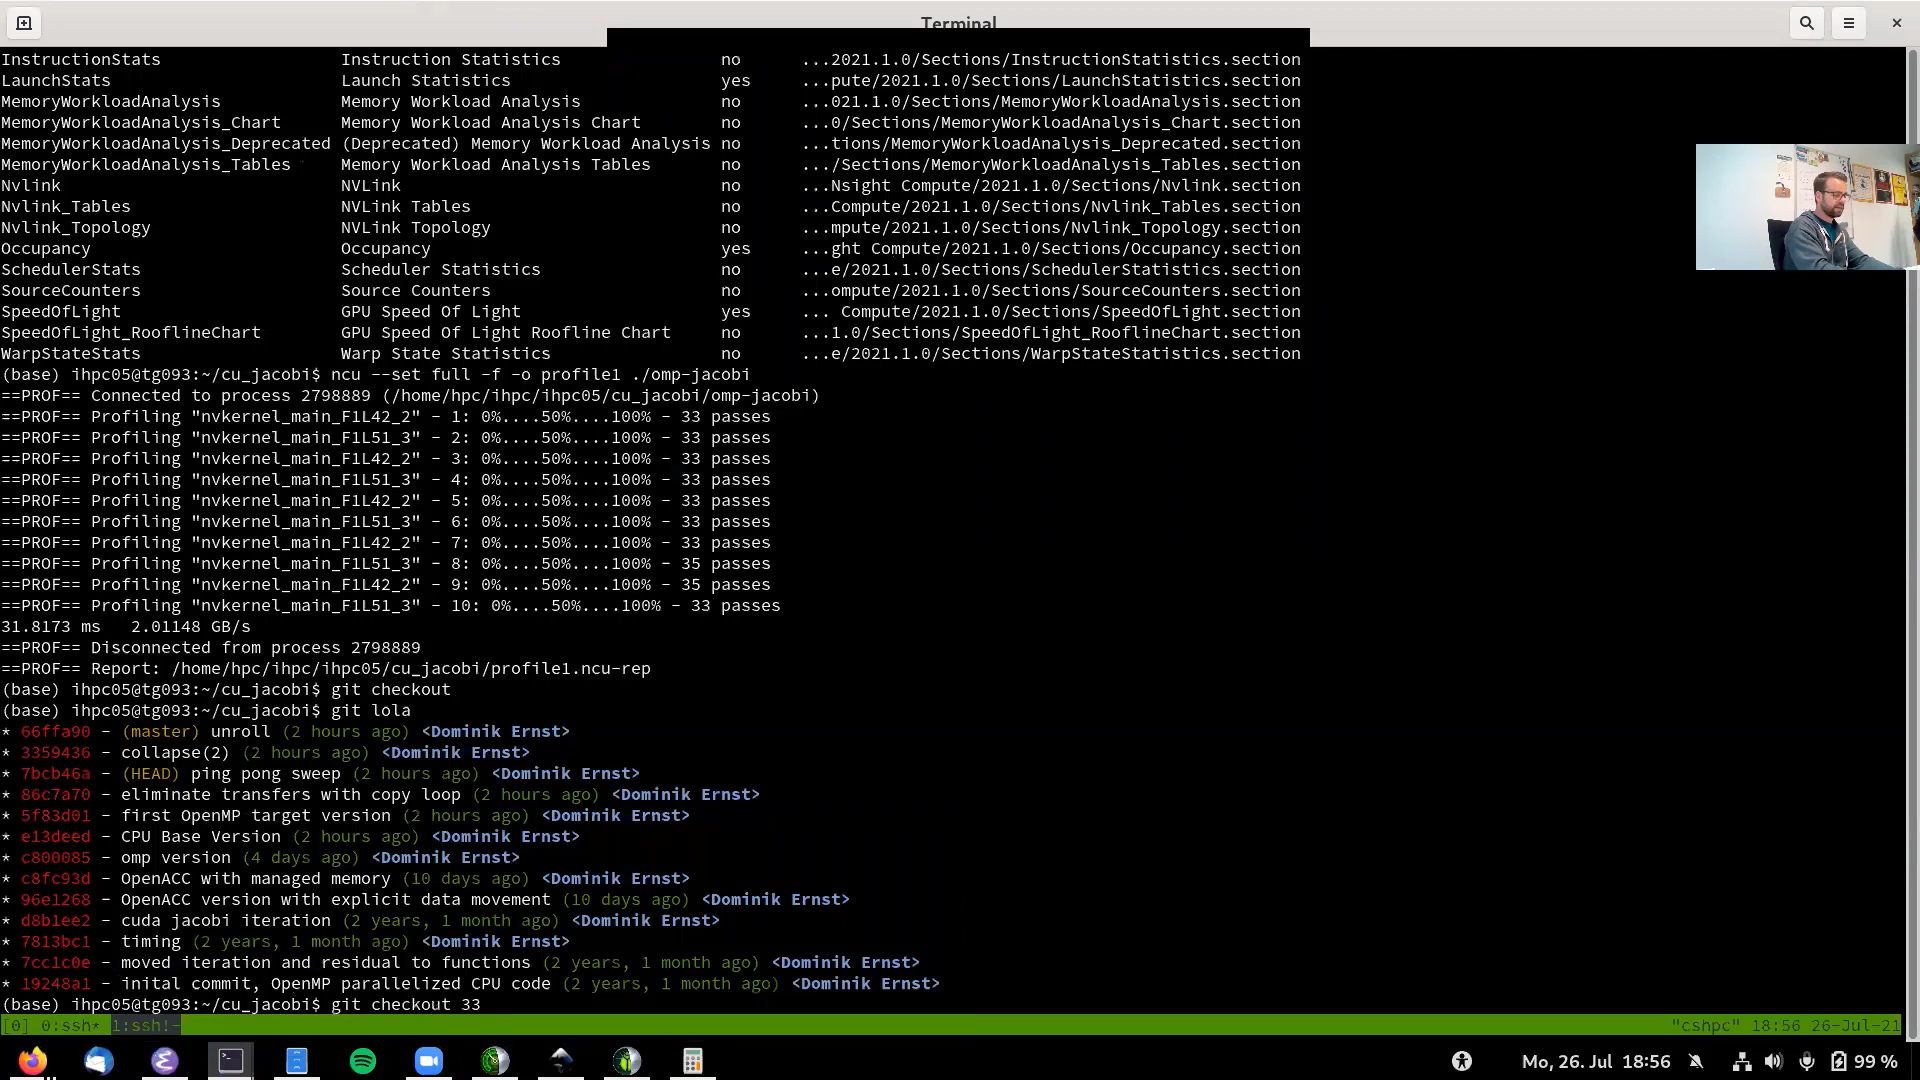 Terminal
InstructionStats Instruction Statistics no ...2021.1.0/Sections/InstructionStatistics.section
LaunchStats Launch Statistics yes ...pute/2021.1.0/Sections/LaunchStatistics.section
MemoryWorkloadAnalysis Memory Workload Analysis no ...021.1.0/Sections/MemoryWorkloadAnalysis.section
MemoryWorkloadAnalysis_Chart Memory Workload Analysis Chart no ...0/Sections/MemoryWorkloadAnalysis_Chart.section
MemoryWorkloadAnalysis_Deprecated (Deprecated) Memory Workload Analysis no ...tions/MemoryWorkloadAnalysis_Deprecated.section
MemoryWorkloadAnalysis_Tables Memory Workload Analysis Tables no .../Sections/MemoryWorkloadAnalysis_Tables.section
Nvlink NVLink no ...Nsight Compute/2021.1.0/Sections/Nvlink.section
Nvlink_Tables NVLink Tables no ...Compute/2021.1.0/Sections/Nvlink_Tables.section
Nvlink_Topology NVLink Topology no ...mpute/2021.1.0/Sections/Nvlink_Topology.section
Occupancy Occupancy yes ...ght Compute/2021.1.0/Sections/Occupancy.section
SchedulerStats Scheduler Statistics no ...e/2021.1.0/Sections/SchedulerStatistics.section
SourceCounters Source Counters no ...ompute/2021.1.0/Sections/SourceCounters.section
SpeedOfLight GPU Speed Of Light yes ... Compute/2021.1.0/Sections/SpeedOfLight.section
SpeedOfLight_RooflineChart GPU Speed Of Light Roofline Chart no ...1.0/Sections/SpeedOfLight_RooflineChart.section
WarpStateStats Warp State Statistics no ...e/2021.1.0/Sections/WarpStateStatistics.section
(base) ihpc05@tg093:~/cu_jacobi$ ncu --set full -f -o profile1 ./omp-jacobi
==PROF== Connected to process 2798889 (/home/hpc/ihpc/ihpc05/cu_jacobi/omp-jacobi)
==PROF== Profiling "nvkernel_main_F1L42_2" - 1: 0%....50%....100% - 33 passes
==PROF== Profiling "nvkernel_main_F1L51_3" - 2: 0%....50%....100% - 33 passes
==PROF== Profiling "nvkernel_main_F1L42_2" - 3: 0%....50%....100% - 33 passes
==PROF== Profiling "nvkernel_main_F1L51_3" - 4: 0%....50%....100% - 33 passes
==PROF== Profiling "nvkernel_main_F1L42_2" - 5: 0%....50%....100% - 33 passes
==PROF== Profiling "nvkernel_main_F1L51_3" - 6: 0%....50%....100% - 33 passes
==PROF== Profiling "nvkernel_main_F1L42_2" - 7: 0%....50%....100% - 33 passes
==PROF== Profiling "nvkernel_main_F1L51_3" - 8: 0%....50%....100% - 35 passes
==PROF== Profiling "nvkernel_main_F1L42_2" - 9: 0%....50%....100% - 35 passes
==PROF== Profiling "nvkernel_main_F1L51_3" - 10: 0%....50%....100% - 33 passes
31.8173 ms 2.01148 GB/s
==PROF== Disconnected from process 2798889
==PROF== Report: /home/hpc/ihpc/ihpc05/cu_jacobi/profile1.ncu-rep
(base) ihpc05@tg093:~/cu_jacobi$ git checkout
(base) ihpc05@tg093:~/cu_jacobi$ git lola
* 66ffa90 - (master) unroll (2 hours ago) <Dominik Ernst>
* 3359436 - collapse(2) (2 hours ago) <Dominik Ernst>
* 7bcb46a - (HEAD) ping pong sweep (2 hours ago) <Dominik Ernst>
* 86c7a70 - eliminate transfers with copy loop (2 hours ago) <Dominik Ernst>
* 5f83d01 - first OpenMP target version (2 hours ago) <Dominik Ernst>
* e13deed - CPU Base Version (2 hours ago) <Dominik Ernst>
* c800085 - omp version (4 days ago) <Dominik Ernst>
* c8fc93d - OpenACC with managed memory (10 days ago) <Dominik Ernst>
* 96e1268 - OpenACC version with explicit data movement (10 days ago) <Dominik Ernst>
* d8b1ee2 - cuda jacobi iteration (2 years, 1 month ago) <Dominik Ernst>
* 7813bc1 - timing (2 years, 1 month ago) <Dominik Ernst>
* 7cc1c0e - moved iteration and residual to functions (2 years, 1 month ago) <Dominik Ernst>
* 19248a1 - inital commit, OpenMP parallelized CPU code (2 years, 1 month ago) <Dominik Ernst>
(base) ihpc05@tg093:~/cu_jacobi$ git checkout 33
[0] 0:ssh* 1:ssh!- "cshpc" 18:56 26-Jul-21
Mo, 26. Jul 18:56 99 %